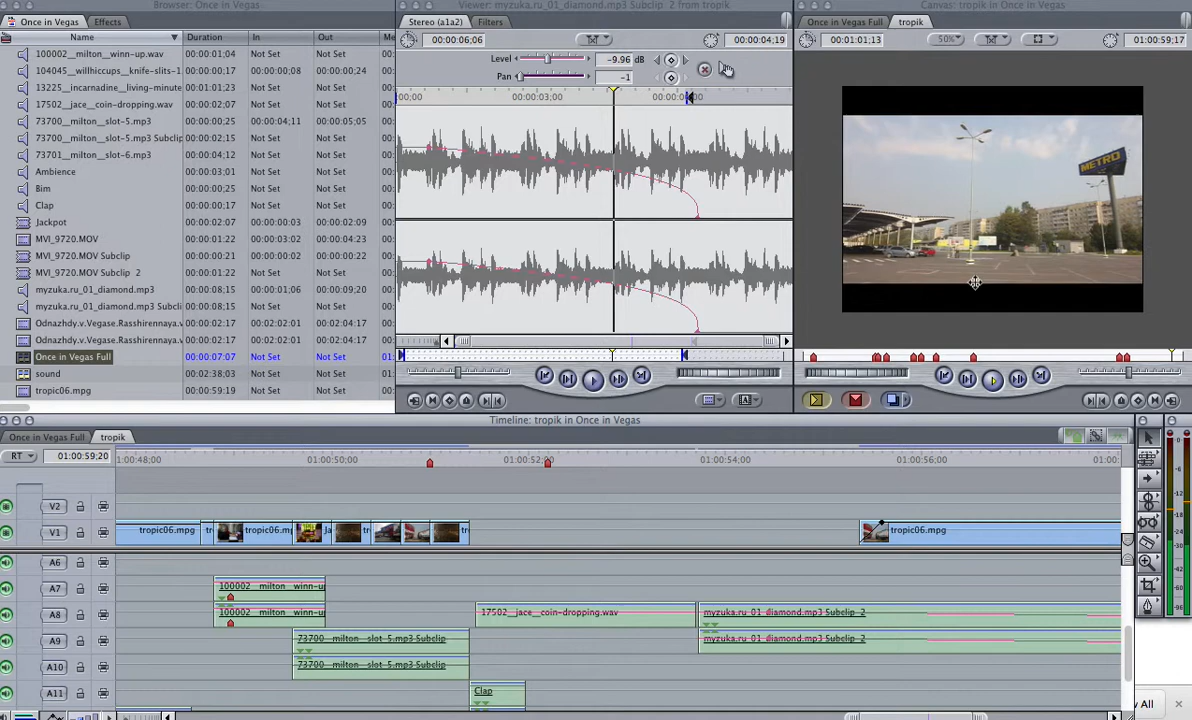 Browser: Once in Vegas
Once in Vegas Effects
Name Duration In Out Me
100002__milton__winn-up.wav 00:00:01:04 Not Set Not Set
104045__willhiccups__knife-slits-1. 00:00:00:17 00:00:00:08 00:00:00:24
13225__incarnadine__living-minute 00:01:01:23 Not Set Not Set
17502__jace__coin-dropping.wav 00:00:02:07 Not Set Not Set
73700__milton__slot-5.mp3 00:00:00;25 00:00:04;11 00:00:05;05
73700__milton__slot-5.mp3 Subclip 00:00:02;04 Not Set Not Set
73701__milton__slot-6.mp3 00:00:04;12 Not Set Not Set
Ambience 00:00:02:18 Not Set Not Set
Bim 00:00:00;25 Not Set Not Set
Clap 00:00:00:17 Not Set Not Set
Jackpot 00:00:02:07 00:00:00:03 00:00:02:09
MVI_9720.MOV 00:00:01:22 00:00:03:02 00:00:04:23
MVI_9720.MOV Subclip 00:00:00:21 00:00:00:02 00:00:00:22
MVI_9720.MOV Subclip 2 00:00:00:23 Not Set Not Set
myzuka.ru_01_diamond.mp3 00:00:08;15 00:01:06;06 00:01:09;20
myzuka.ru_01_diamond.mp3 Subcli 00:00:08;15 Not Set Not Set
Odnazhdy.v.Vegase.Rasshirennaya.v 00:00:02:17 00:02:02:01 00:02:04:17
Odnazhdy.v.Vegase.Rasshirennaya.v 00:00:02:17 00:02:02:01 00:02:04:17
Once in Vegas Full 00:00:07:07 Not Set Not Set 01:
sound 00:02:38;03 Not Set Not Set
tropic06.mpg 00:00:59:19 Not Set Not Set
Viewer: myzuka.ru_01_diamond.mp3 Subclip 2 from tropik
Stereo (a1a2) Filters
00:00:06;06 00:00:04;19
Level -9.96 dB
Pan -1
00:00 00:00:03;00
Canvas: tropik in Once in Vegas
Once in Vegas Full tropik
00:01:01:13 50% 01:00:59:17
METRO
Timeline: tropik in Once in Vegas
Once in Vegas Full tropik
RT 01:00:59:20 1:00:48:00 01:00:50:00 01:00:52:00 01:00:54:00 01:00:56:00 01:00:
V2
V1 tropic06.mpg tropic06.mp tropic06.mpg
A6
A7 100002__milton__winn-u
A8 100002__milton__winn-up 17502__jace__coin-dropping.wav myzuka.ru_01_diamond.mp3 Subclip 2
A9 73700__milton__slot-5.mp3 Subclip myzuka.ru_01_diamond.mp3 Subclip 2
A10 73700__milton__slot-5.mp3 Subclip
A11 Clap
All